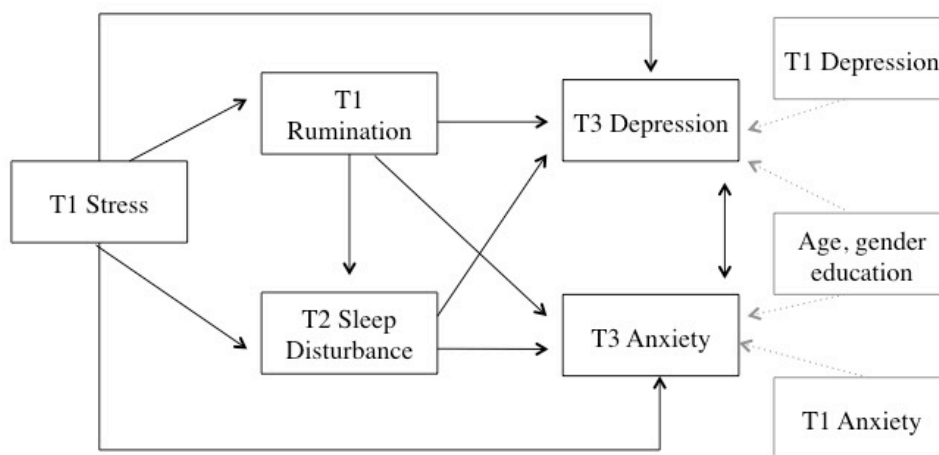 T1 Depression
T1
Rumination
T3 Depression
T1 Stress
Age, gender
education
T2 Sleep
Disturbance
T3 Anxiety
T1 Anxiety